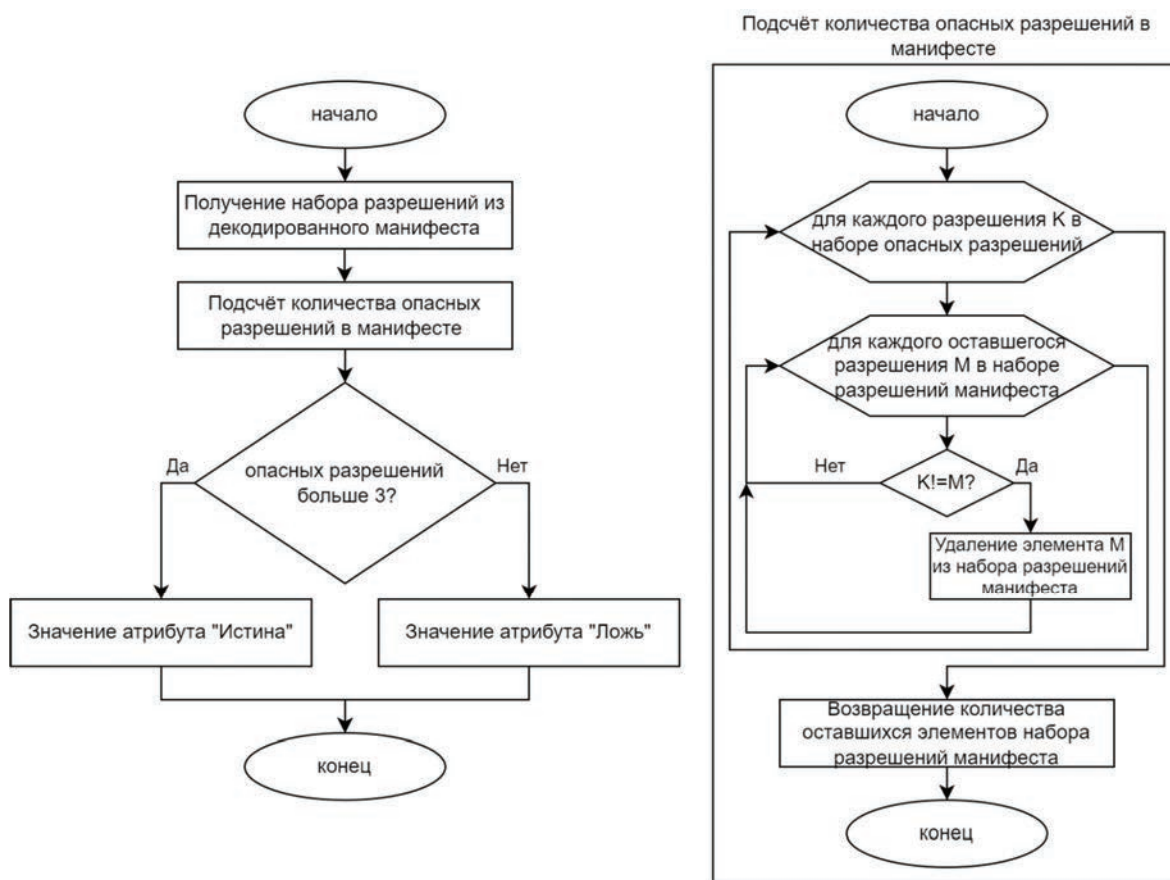 начало
Получение набора разрешений из
декодированного манифеста
Подсчёт количества опасных
разрешений в манифесте
опасных разрешений
больше 3?
Да
Нет
Значение атрибута "Истина"
Значение атрибута "Ложь"
конец
Подсчёт количества опасных разрешений в
манифесте
начало
для каждого разрешения K в
наборе опасных разрешений
для каждого оставшегося
разрешения M в наборе
разрешений манифеста
Нет
Да
K!=M?
Удаление элемента M
из набора разрешений
манифеста
Возвращение количества
оставшихся элементов набора
разрешений манифеста
конец